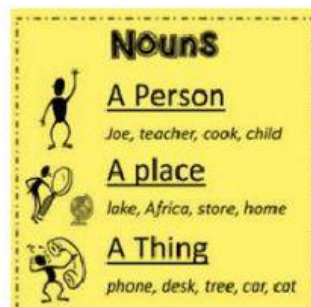 Nouns
A Person
Joe, teacher, cook, child
A place
lake, Africa, store, home
A Thing
phone, desk, tree, car, cat